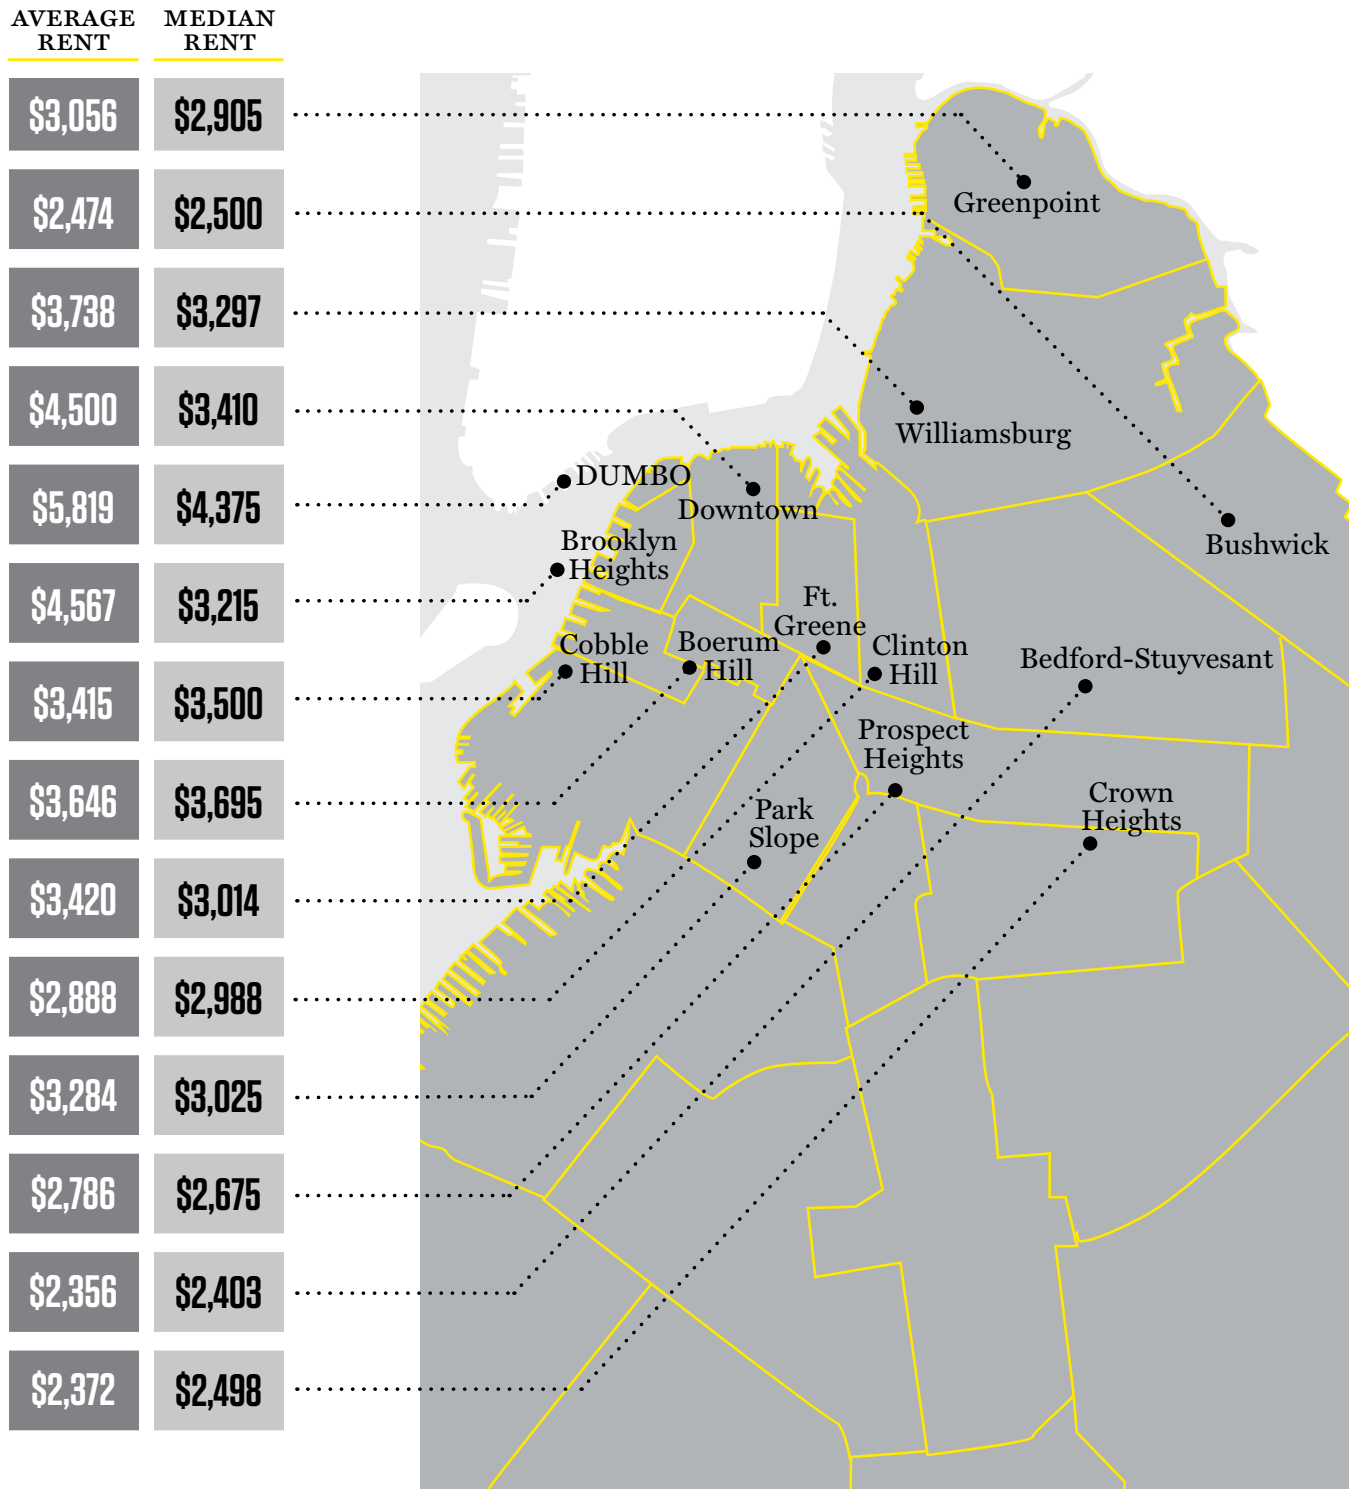 AVERAGE
RENT
MEDIAN
RENT
$3,056 $2,905
$2,474 $2,500
$3,738 $3,297
$4,500 $3,410
$5,819 $4,375
$4,567 $3,215
$3,415 $3,500
$3,646 $3,695
$3,420 $3,014
$2,888 $2,988
$3,284 $3,025
$2,786 $2,675
$2,356 $2,403
$2,372 $2,498
Greenpoint
Williamsburg
DUMBO
Downtown
Bushwick
Brooklyn
Heights
Ft.
Greene
Cobble
Hill
Boerum
Hill
Clinton
Hill
Bedford-Stuyvesant
Prospect
Heights
Park
Slope
Crown
Heights